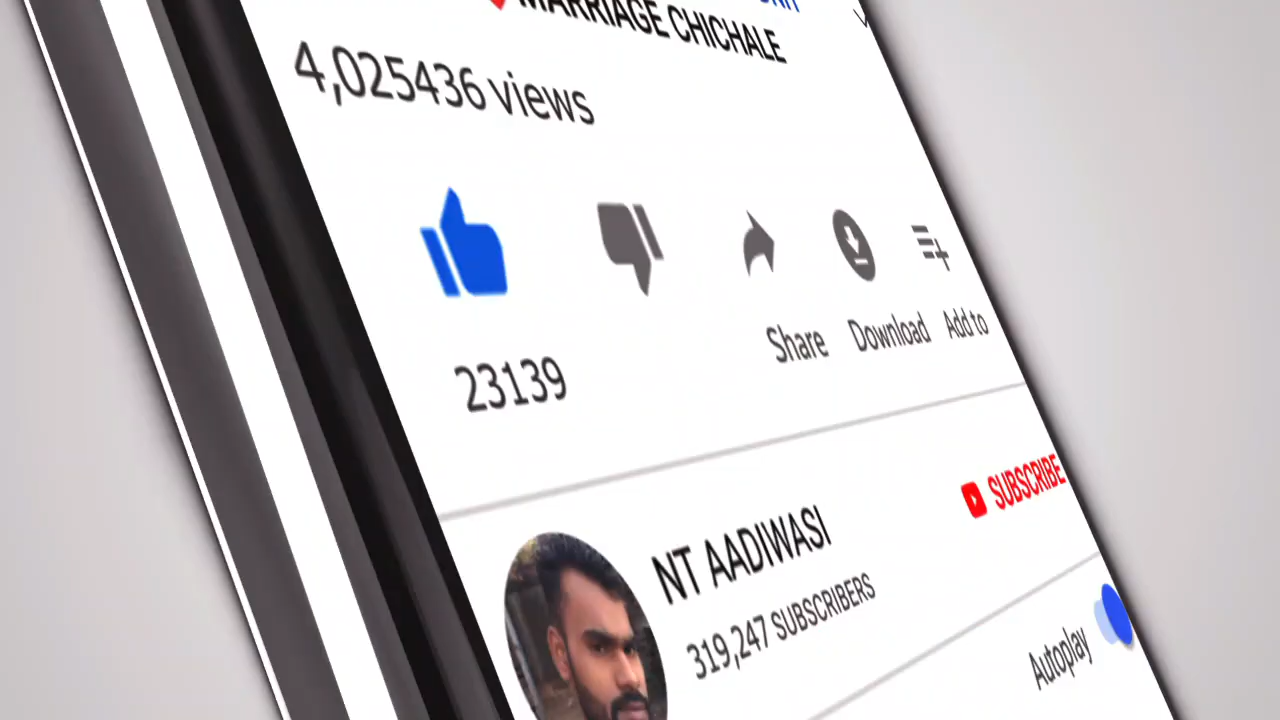 MARRIAGE CHICHALE
4,025436 views
23139
Share Download Add to
NT AADIWASI
319,247 SUBSCRIBERS
SUBSCRIBE
Autoplay